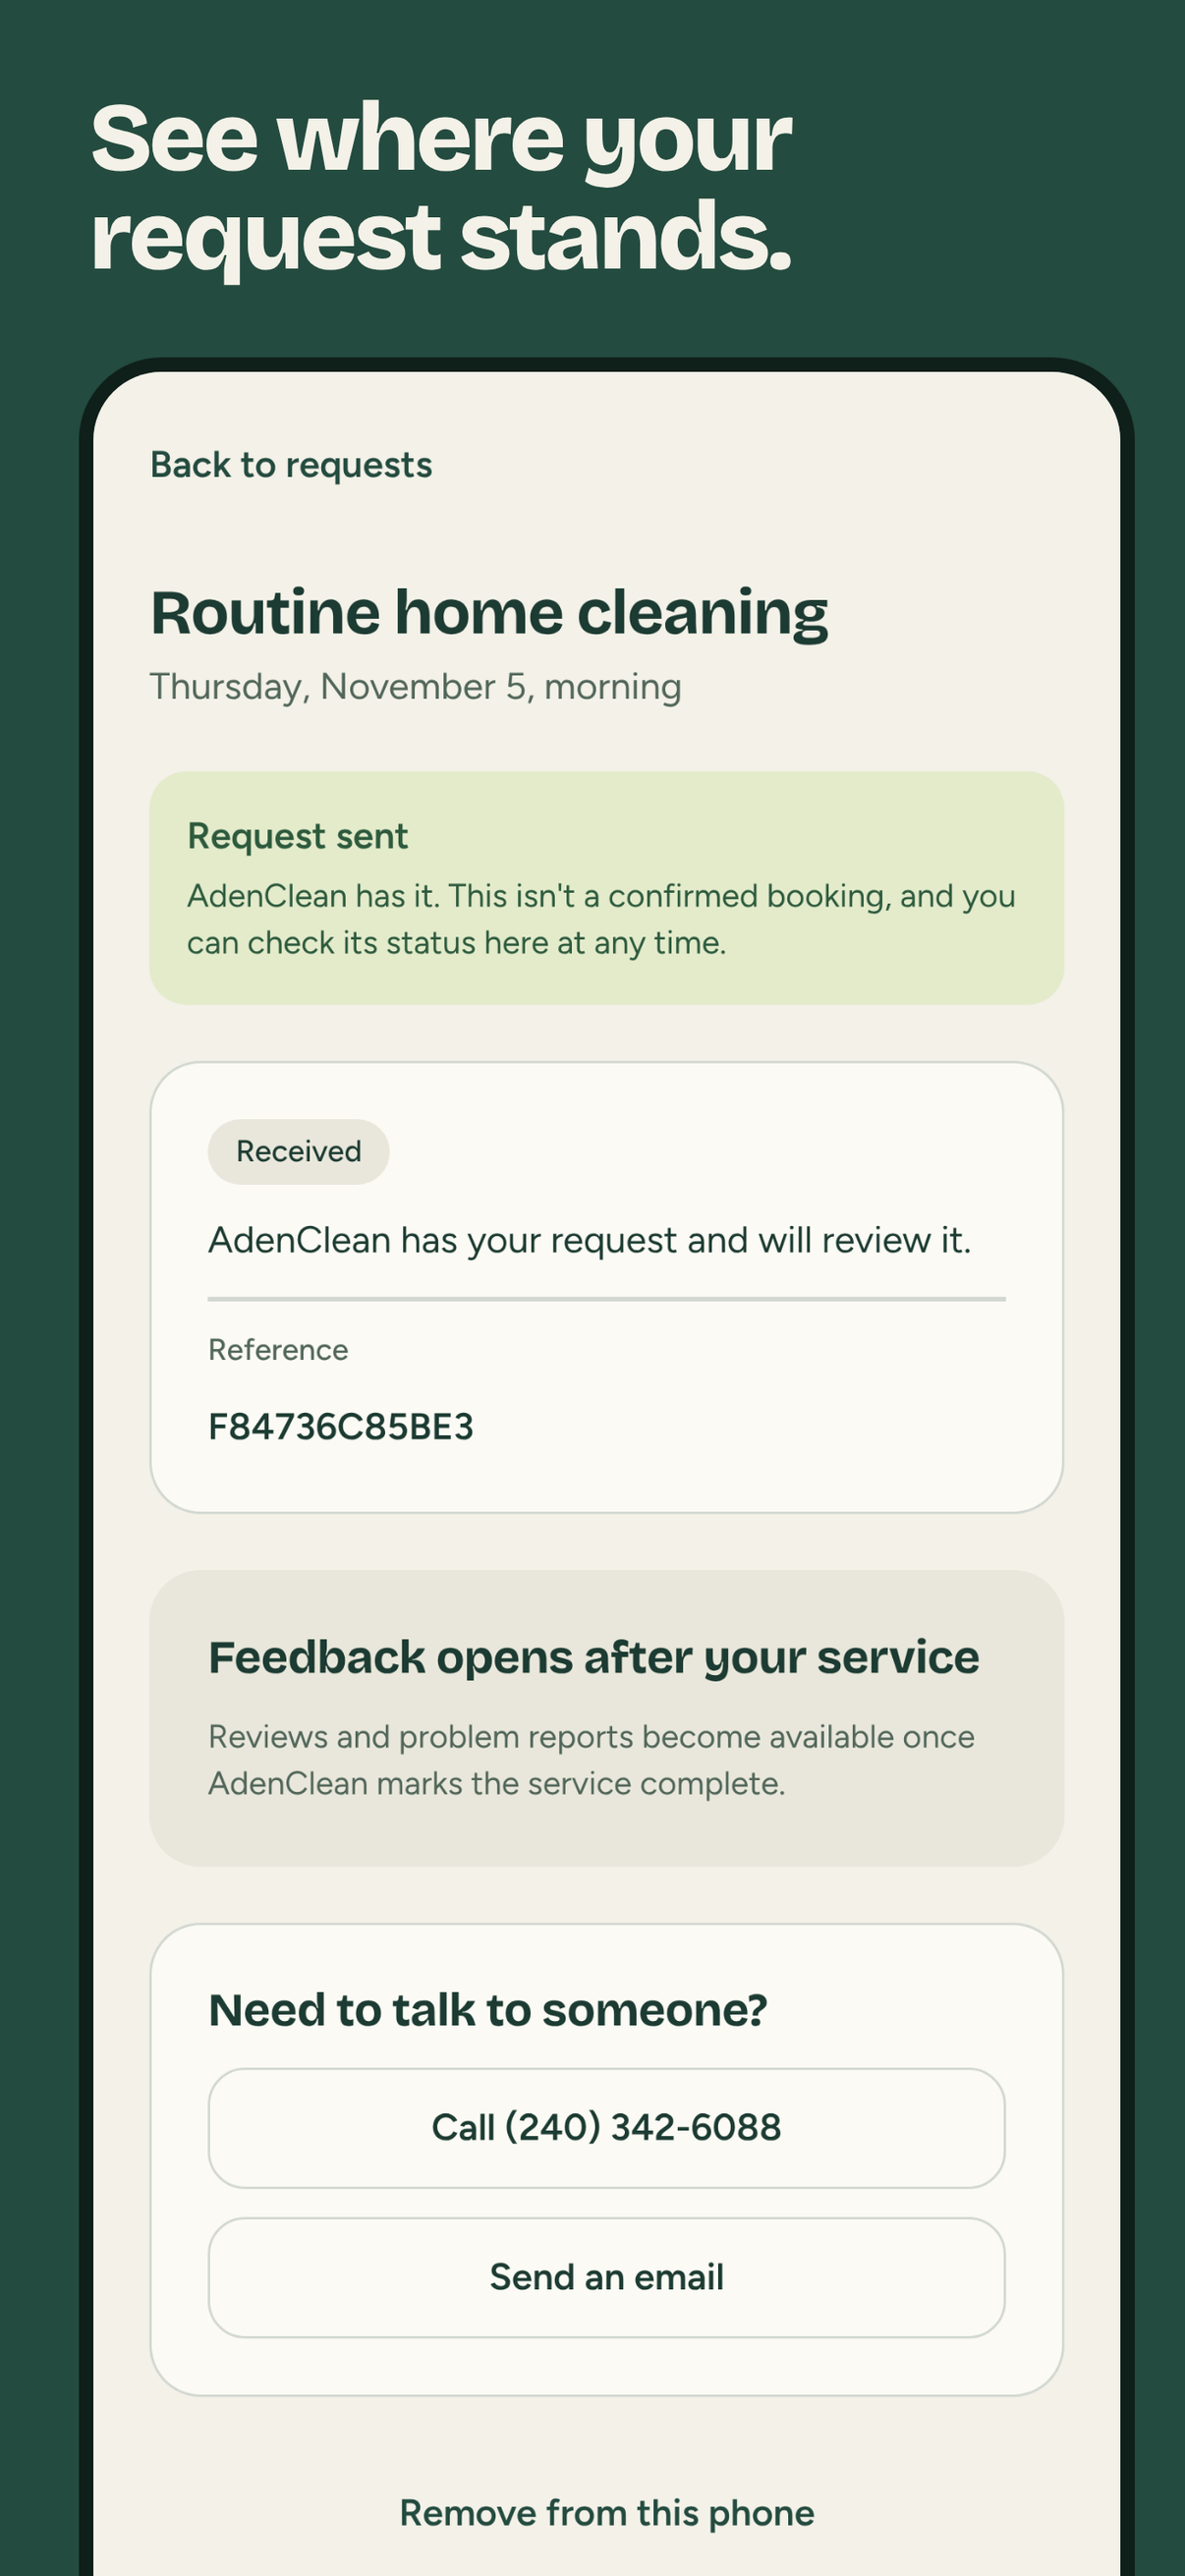 See where your
request stands.
Back to requests
Routine home cleaning
Thursday, November 5, morning
Request sent
AdenClean has it. This isn't a confirmed booking, and you
can check its status here at any time.
Received
AdenClean has your request and will review it.
Reference
F84736C85BE3
Feedback opens after your service
Reviews and problem reports become available once
AdenClean marks the service complete.
Need to talk to someone?
Call (240) 342-6088
Send an email
Remove from this phone